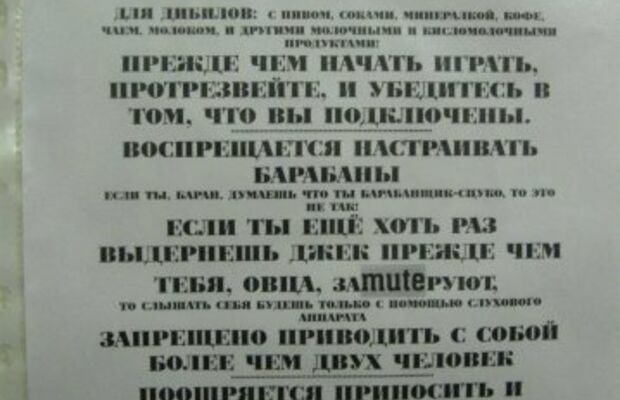 ДЛЯ ДИБИЛОВ: С ПИВОМ, СОКАМИ, МИНЕРАЛКОЙ, КОФЕ,
ЧАЕМ, МОЛОКОМ, И ДРУГИМИ МОЛОЧНЫМИ И КИСЛОМОЛОЧНЫМИ
ПРОДУКТАМИ!
ПРЕЖДЕ ЧЕМ НАЧАТЬ ИГРАТЬ,
ПРОТРЕЗВЕЙТЕ, И УБЕДИТЕСЬ В
ТОМ, ЧТО ВЫ ПОДКЛЮЧЕНЫ.
ВОСПРЕЩАЕТСЯ НАСТРАИВАТЬ
БАРАБАНЫ
ЕСЛИ ТЫ, БАРАН, ДУМАЕШЬ ЧТО ТЫ БАРАБАНЩИК-СЦУКО, ТО ЭТО
НЕ ТАК!
ЕСЛИ ТЫ ЕЩЁ ХОТЬ РАЗ
ВЫДЕРНЕШЬ ДЖЕК ПРЕЖДЕ ЧЕМ
ТЕБЯ, ОВЦА, ЗАmuteРУЮТ,
ТО СЛЫШАТЬ СЕБЯ БУДЕШЬ ТОЛЬКО С ПОМОЩЬЮ СЛУХОВОГО
АППАРАТА
ЗАПРЕЩЕНО ПРИВОДИТЬ С СОБОЙ
БОЛЕЕ ЧЕМ ДВУХ ЧЕЛОВЕК
ПООЩРЯЕТСЯ ПРИНОСИТЬ И